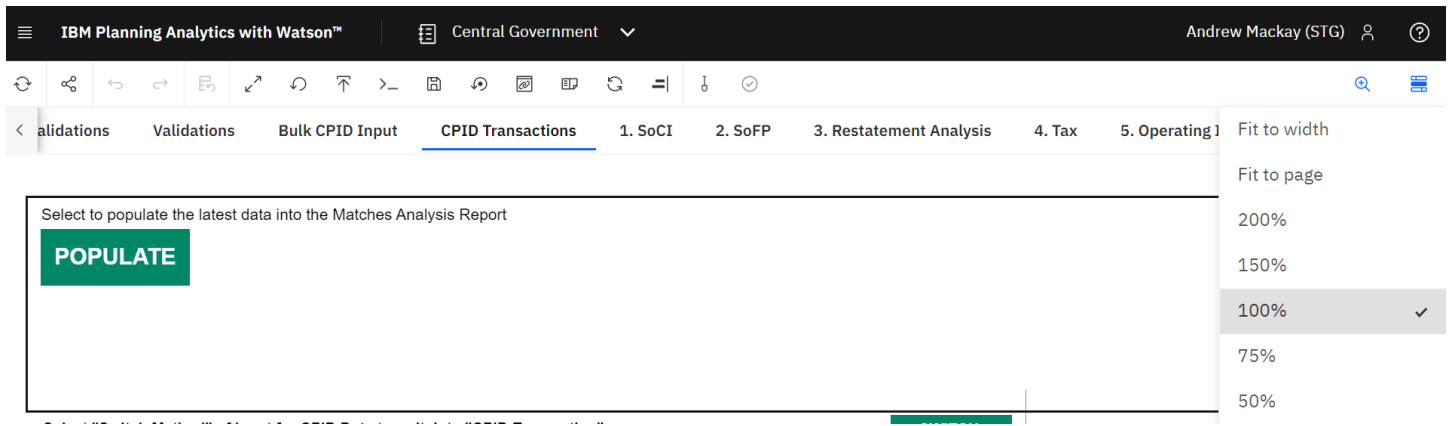 IBM Planning Analytics with Watson™
Central Government
Andrew Mackay (STG)
alidations Validations Bulk CPID Input CPID Transactions 1. SoCI 2. SoFP 3. Restatement Analysis 4. Tax 5. Operating
Fit to width
Fit to page
200%
150%
100%
75%
50%
Select to populate the latest data into the Matches Analysis Report
POPULATE